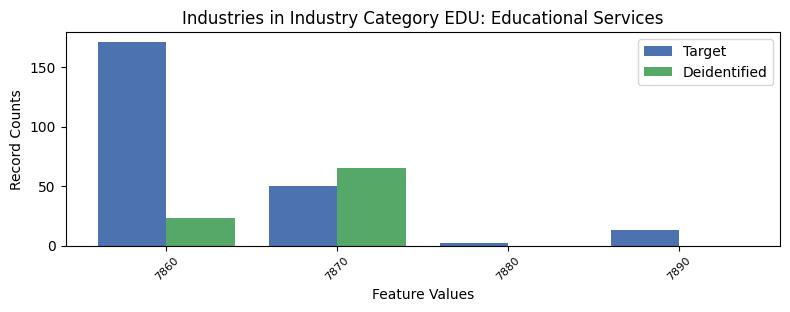 Industries in Industry Category EDU: Educational Services
Target
Deidentified
Record Counts
150
100
50
0
7860
7870
7880
7890
Feature Values